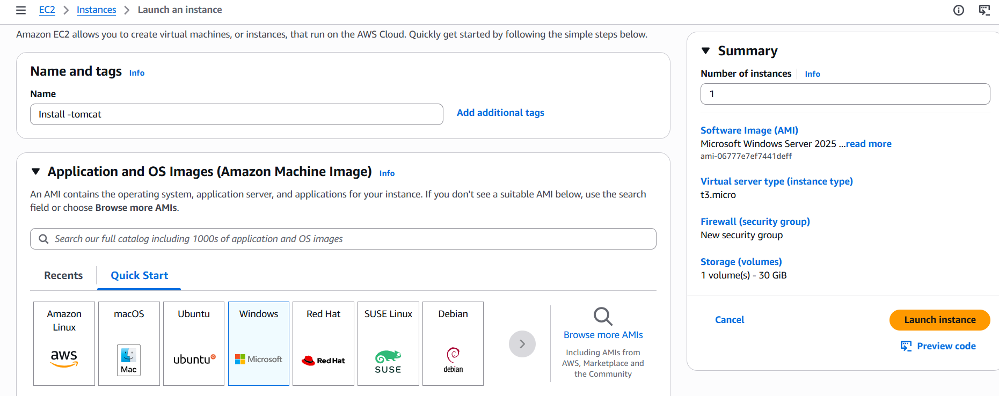 EC2 > Instances > Launch an instance
Amazon EC2 allows you to create virtual machines, or instances, that run on the AWS Cloud. Quickly get started by following the simple steps below.
Name and tags Info
Name
Install -tomcat
Add additional tags
Application and OS Images (Amazon Machine Image) Info
An AMI contains the operating system, application server, and applications for your instance. If you don't see a suitable AMI below, use the search
field or choose Browse more AMIs.
Search our full catalog including 1000s of application and OS images
Recents
Quick Start
Amazon
Linux
aws
macOS
Mac
Ubuntu
ubuntu
Windows
Microsoft
Red Hat
Red Hat
SUSE Linux
SUSE
Debian
debian
Browse more AMIs
Including AMIs from
AWS, Marketplace and
the Community
Summary
Number of instances Info
1
Software Image (AMI)
Microsoft Windows Server 2025 ...read more
ami-06777e7ef7441deff
Virtual server type (instance type)
t3.micro
Firewall (security group)
New security group
Storage (volumes)
1 volume(s) - 30 GiB
Cancel
Launch instance
Preview code